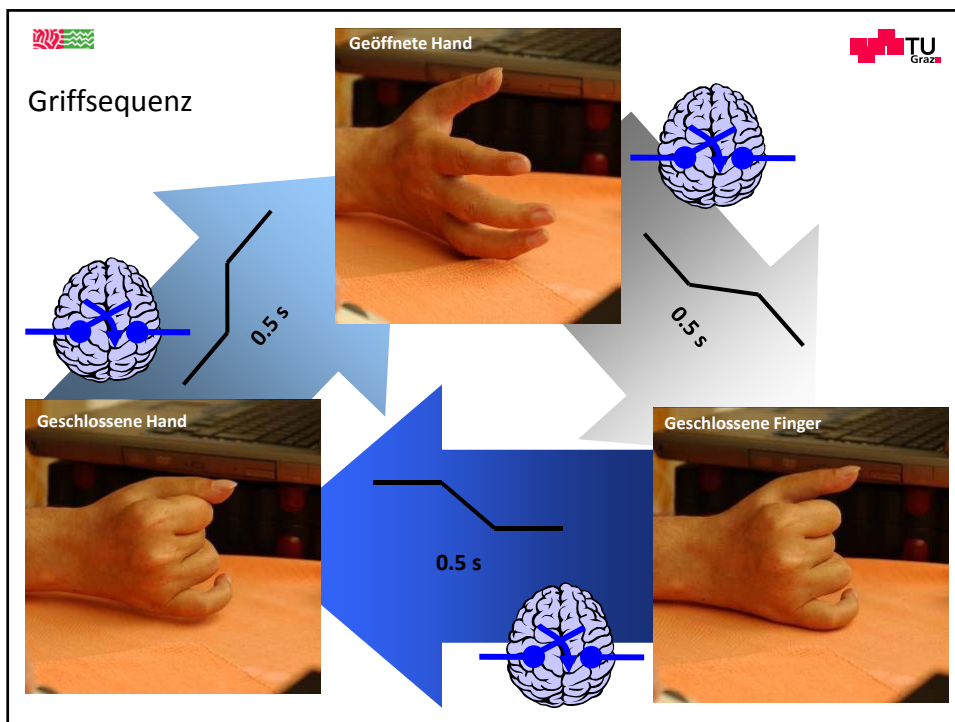 Geöffnete Hand
TU
Graz
Griffsequenz
0.5 s
0.5 s
Geschlossene Hand
Geschlossene Finger
0.5 s